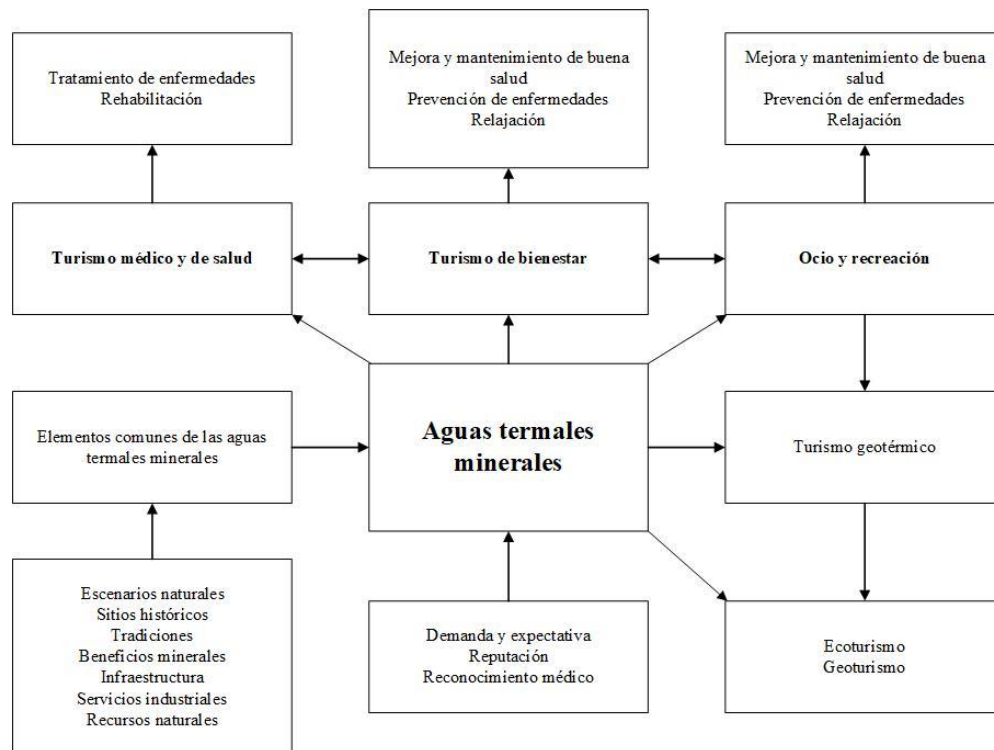 Tratamiento de enfermedades
Rehabilitación
Mejora y mantenimiento de buena
salud
Prevención de enfermedades
Relajación
Mejora y mantenimiento de buena
salud
Prevención de enfermedades
Relajación
Turismo médico y de salud
Turismo de bienestar
Ocio y recreación
Elementos comunes de las aguas
termales minerales
Aguas termales
minerales
Turismo geotérmico
Escenarios naturales
Sitios históricos
Tradiciones
Beneficios minerales
Infraestructura
Servicios industriales
Recursos naturales
Demanda y expectativa
Reputación
Reconocimiento médico
Ecoturismo
Geoturismo